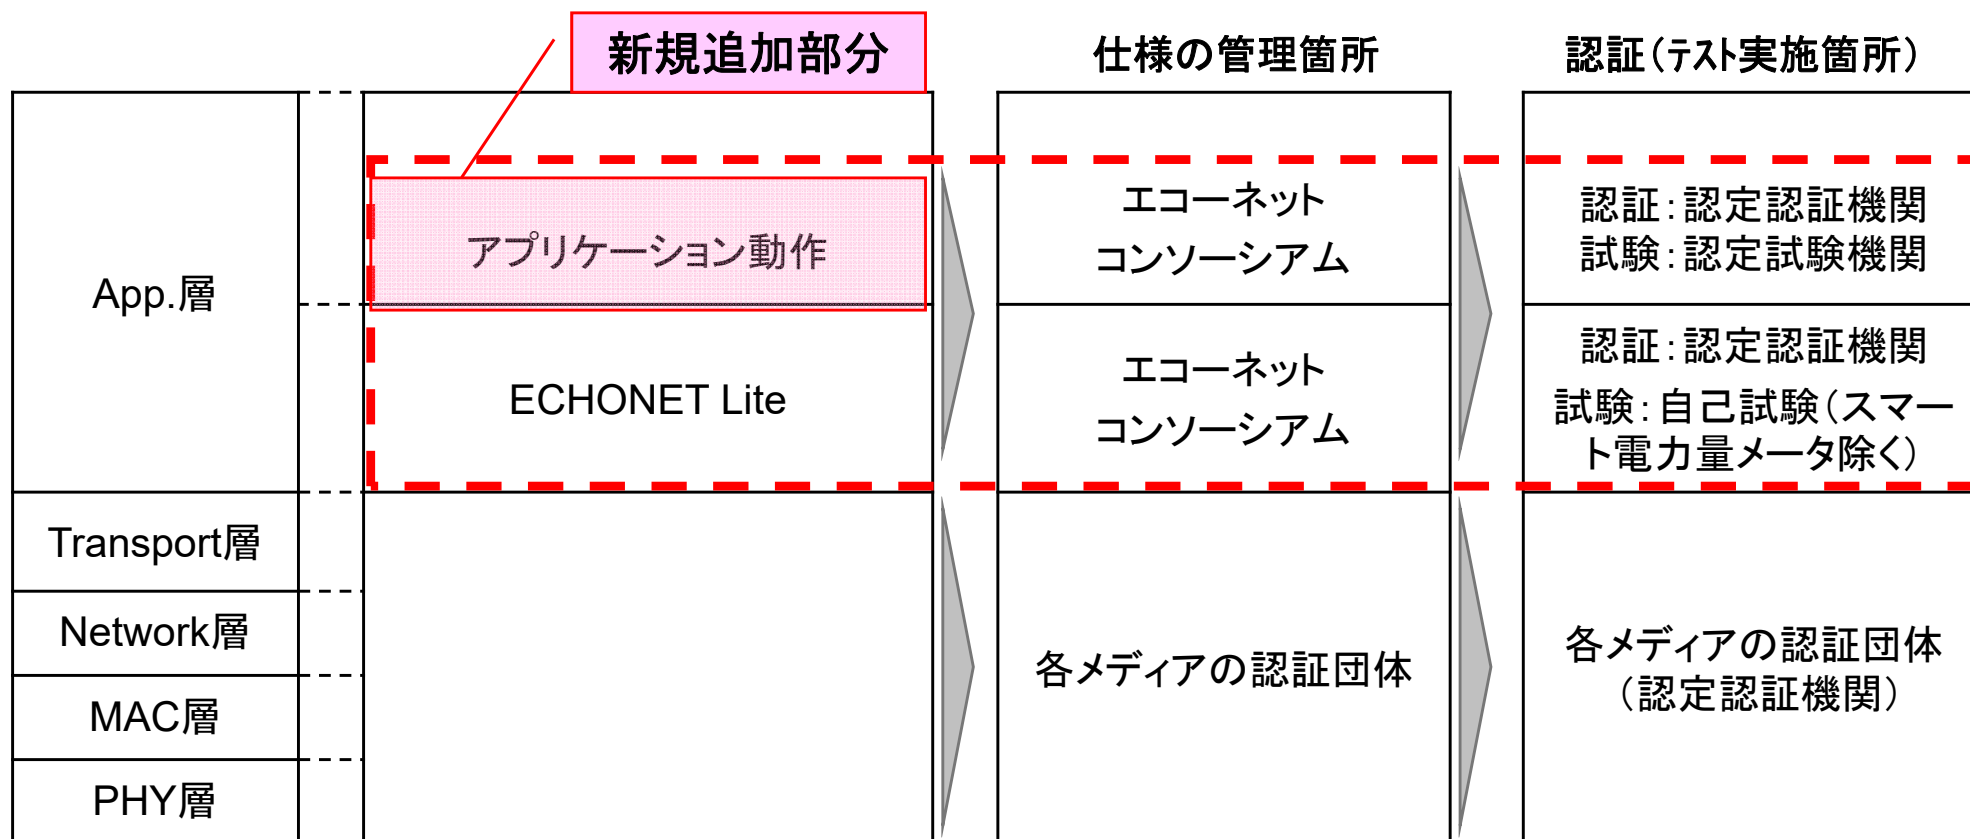 新規追加部分
仕様の管理箇所
認証(テスト実施箇所)
App.層
アプリケーション動作
エコーネット
コンソーシアム
認証:認定認証機関
試験:認定試験機関
ECHONET Lite
エコーネット
コンソーシアム
認証:認定認証機関
試験:自己試験(スマー
ト電力量メータ除く)
Transport層
Network層
MAC層
PHY層
各メディアの認証団体
各メディアの認証団体
(認定認証機関)